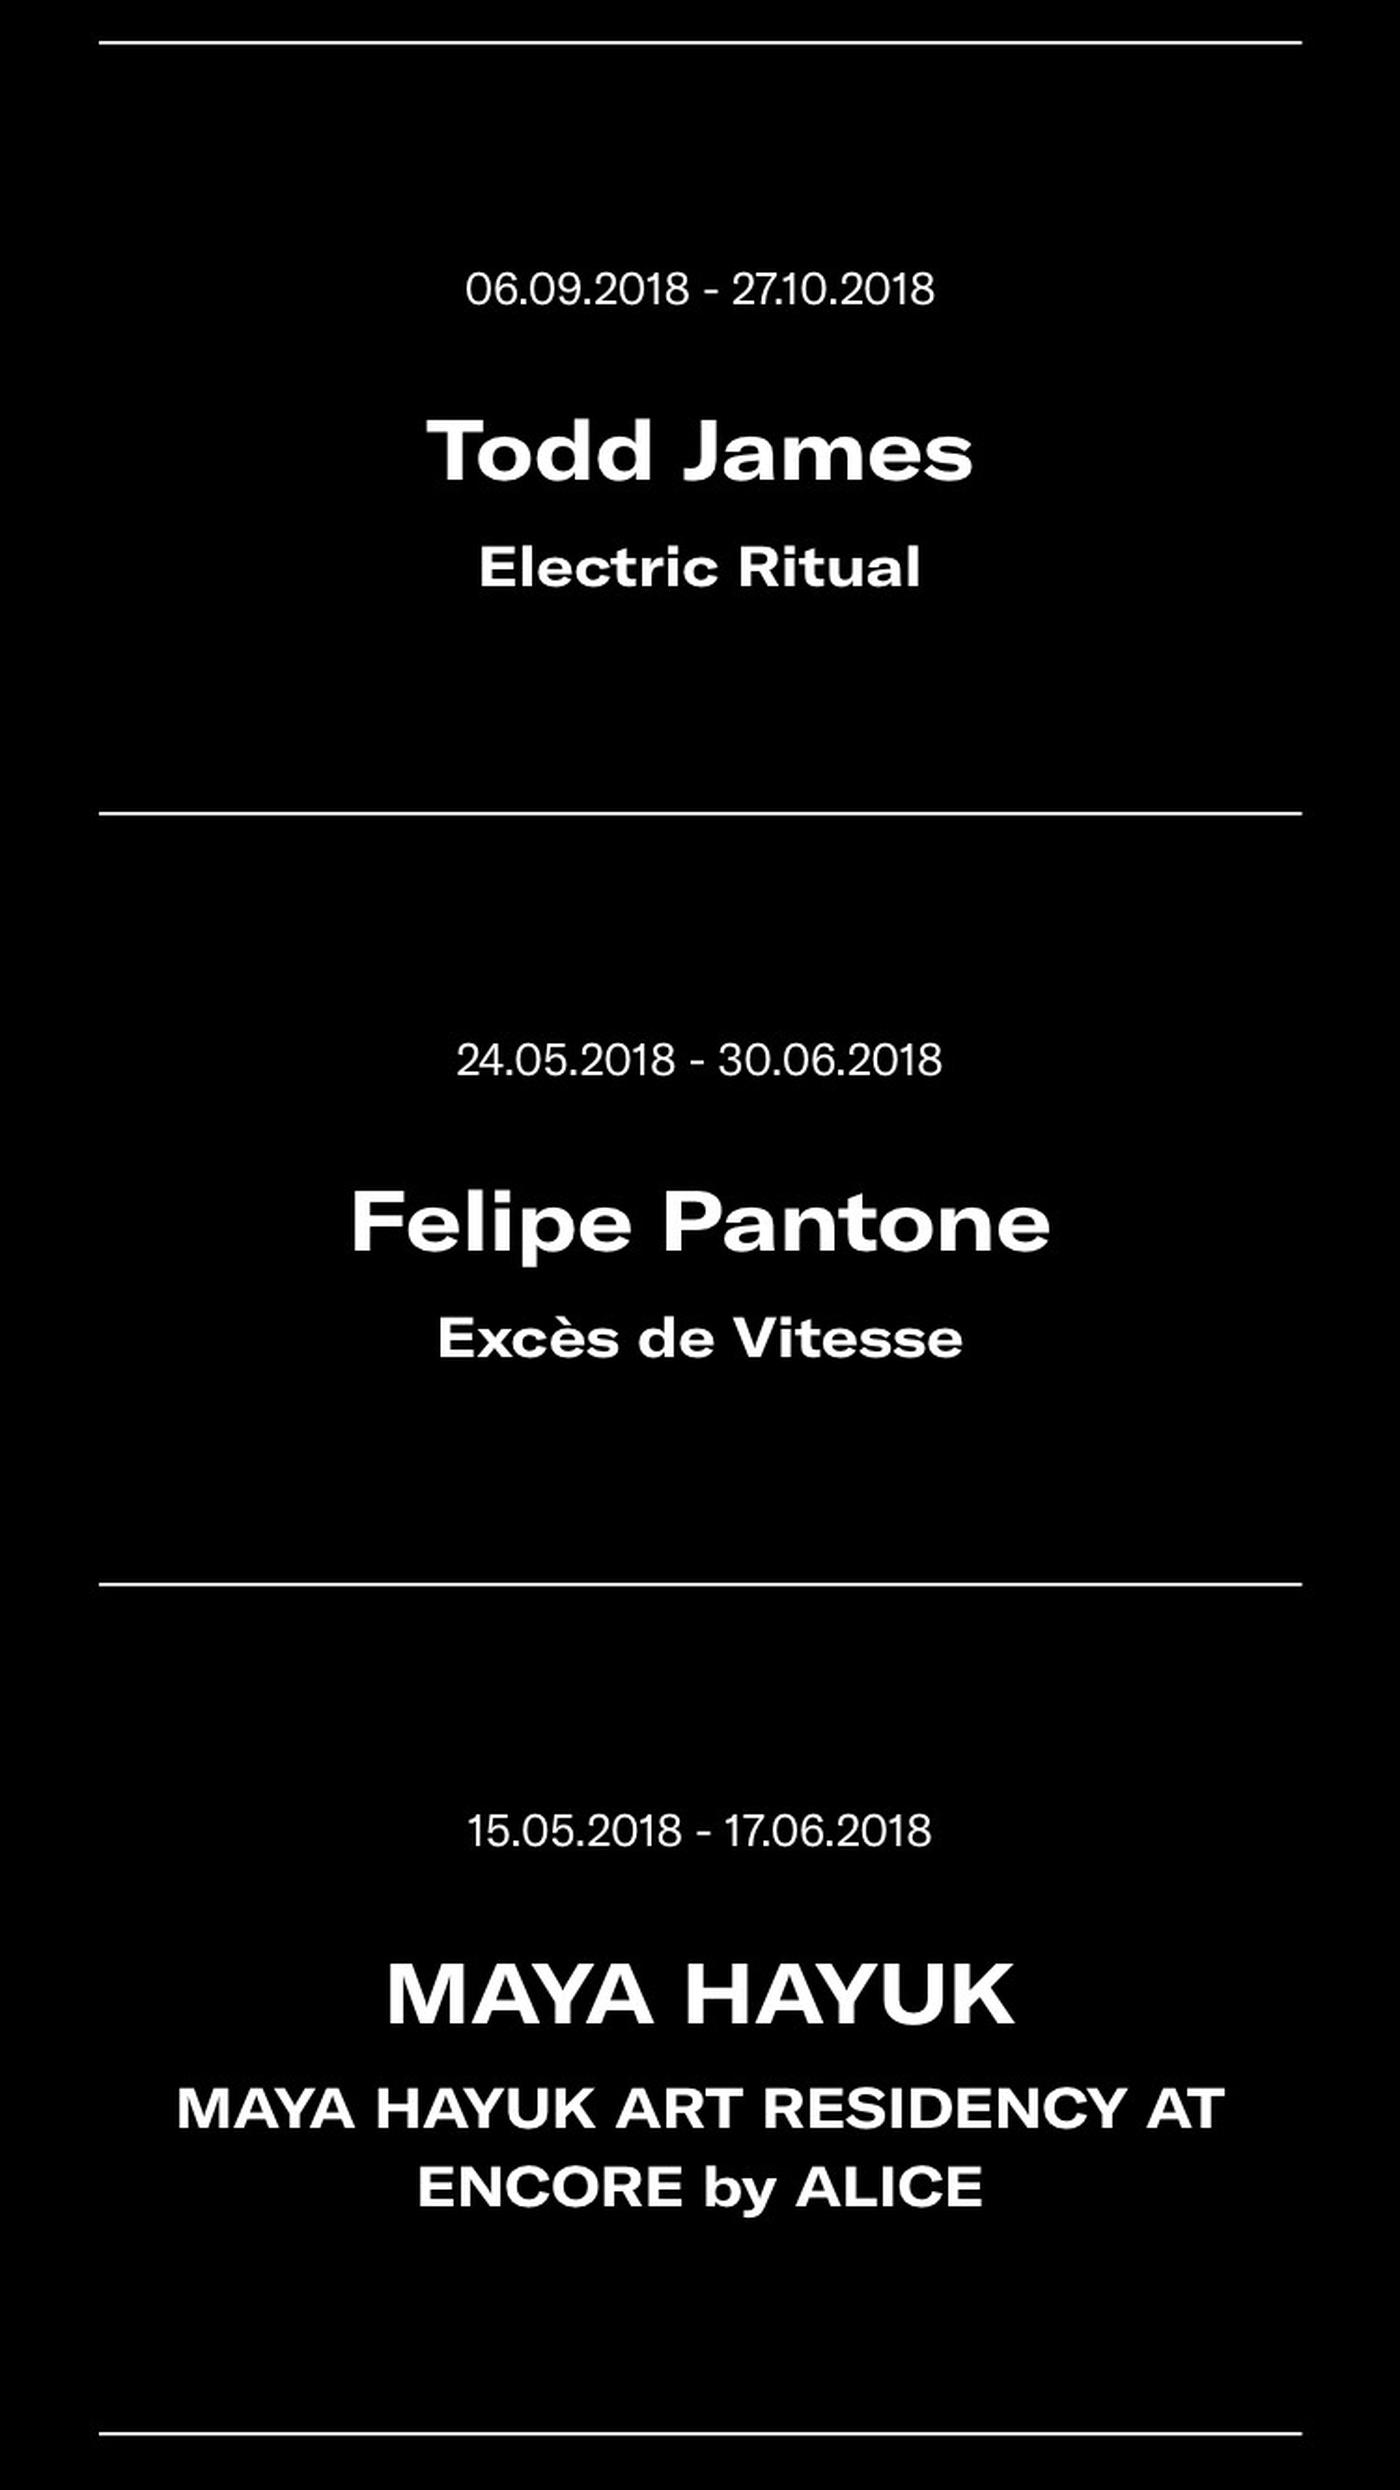 06.09.2018 - 27.10.2018
Todd James
Electric Ritual
24.05.2018 - 30.06.2018
Felipe Pantone
Excès de Vitesse
15.05.2018 - 17.06.2018
MAYA HAYUK
MAYA HAYUK ART RESIDENCY AT
ENCORE by ALICE